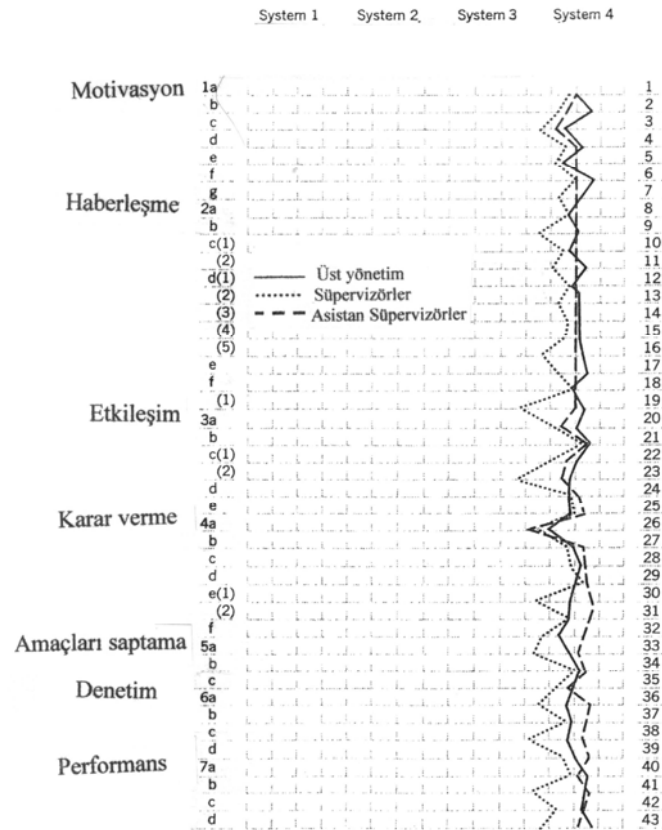 System 1 System 2 System 3 System 4
Motivasyon 1a 1
b 2
c 3
d 4
e 5
f 6
g 7
Haberleşme 2a 8
b 9
c(1) 10
(2) 11
d(1) 12
(2) 13
(3) 14
(4) 15
(5) 16
e 17
f 18
(1) 19
Etkileşim 3a 20
b 21
c(1) 22
(2) 23
d 24
e 25
Karar verme 4a 26
b 27
c 28
d 29
e(1) 30
(2) 31
f 32
Amaçları saptama 5a 33
b 34
c 35
Denetim 6a 36
b 37
c 38
d 39
Performans 7a 40
b 41
c 42
d 43
Üst yönetim
Süpervizörler
Asistan Süpervizörler